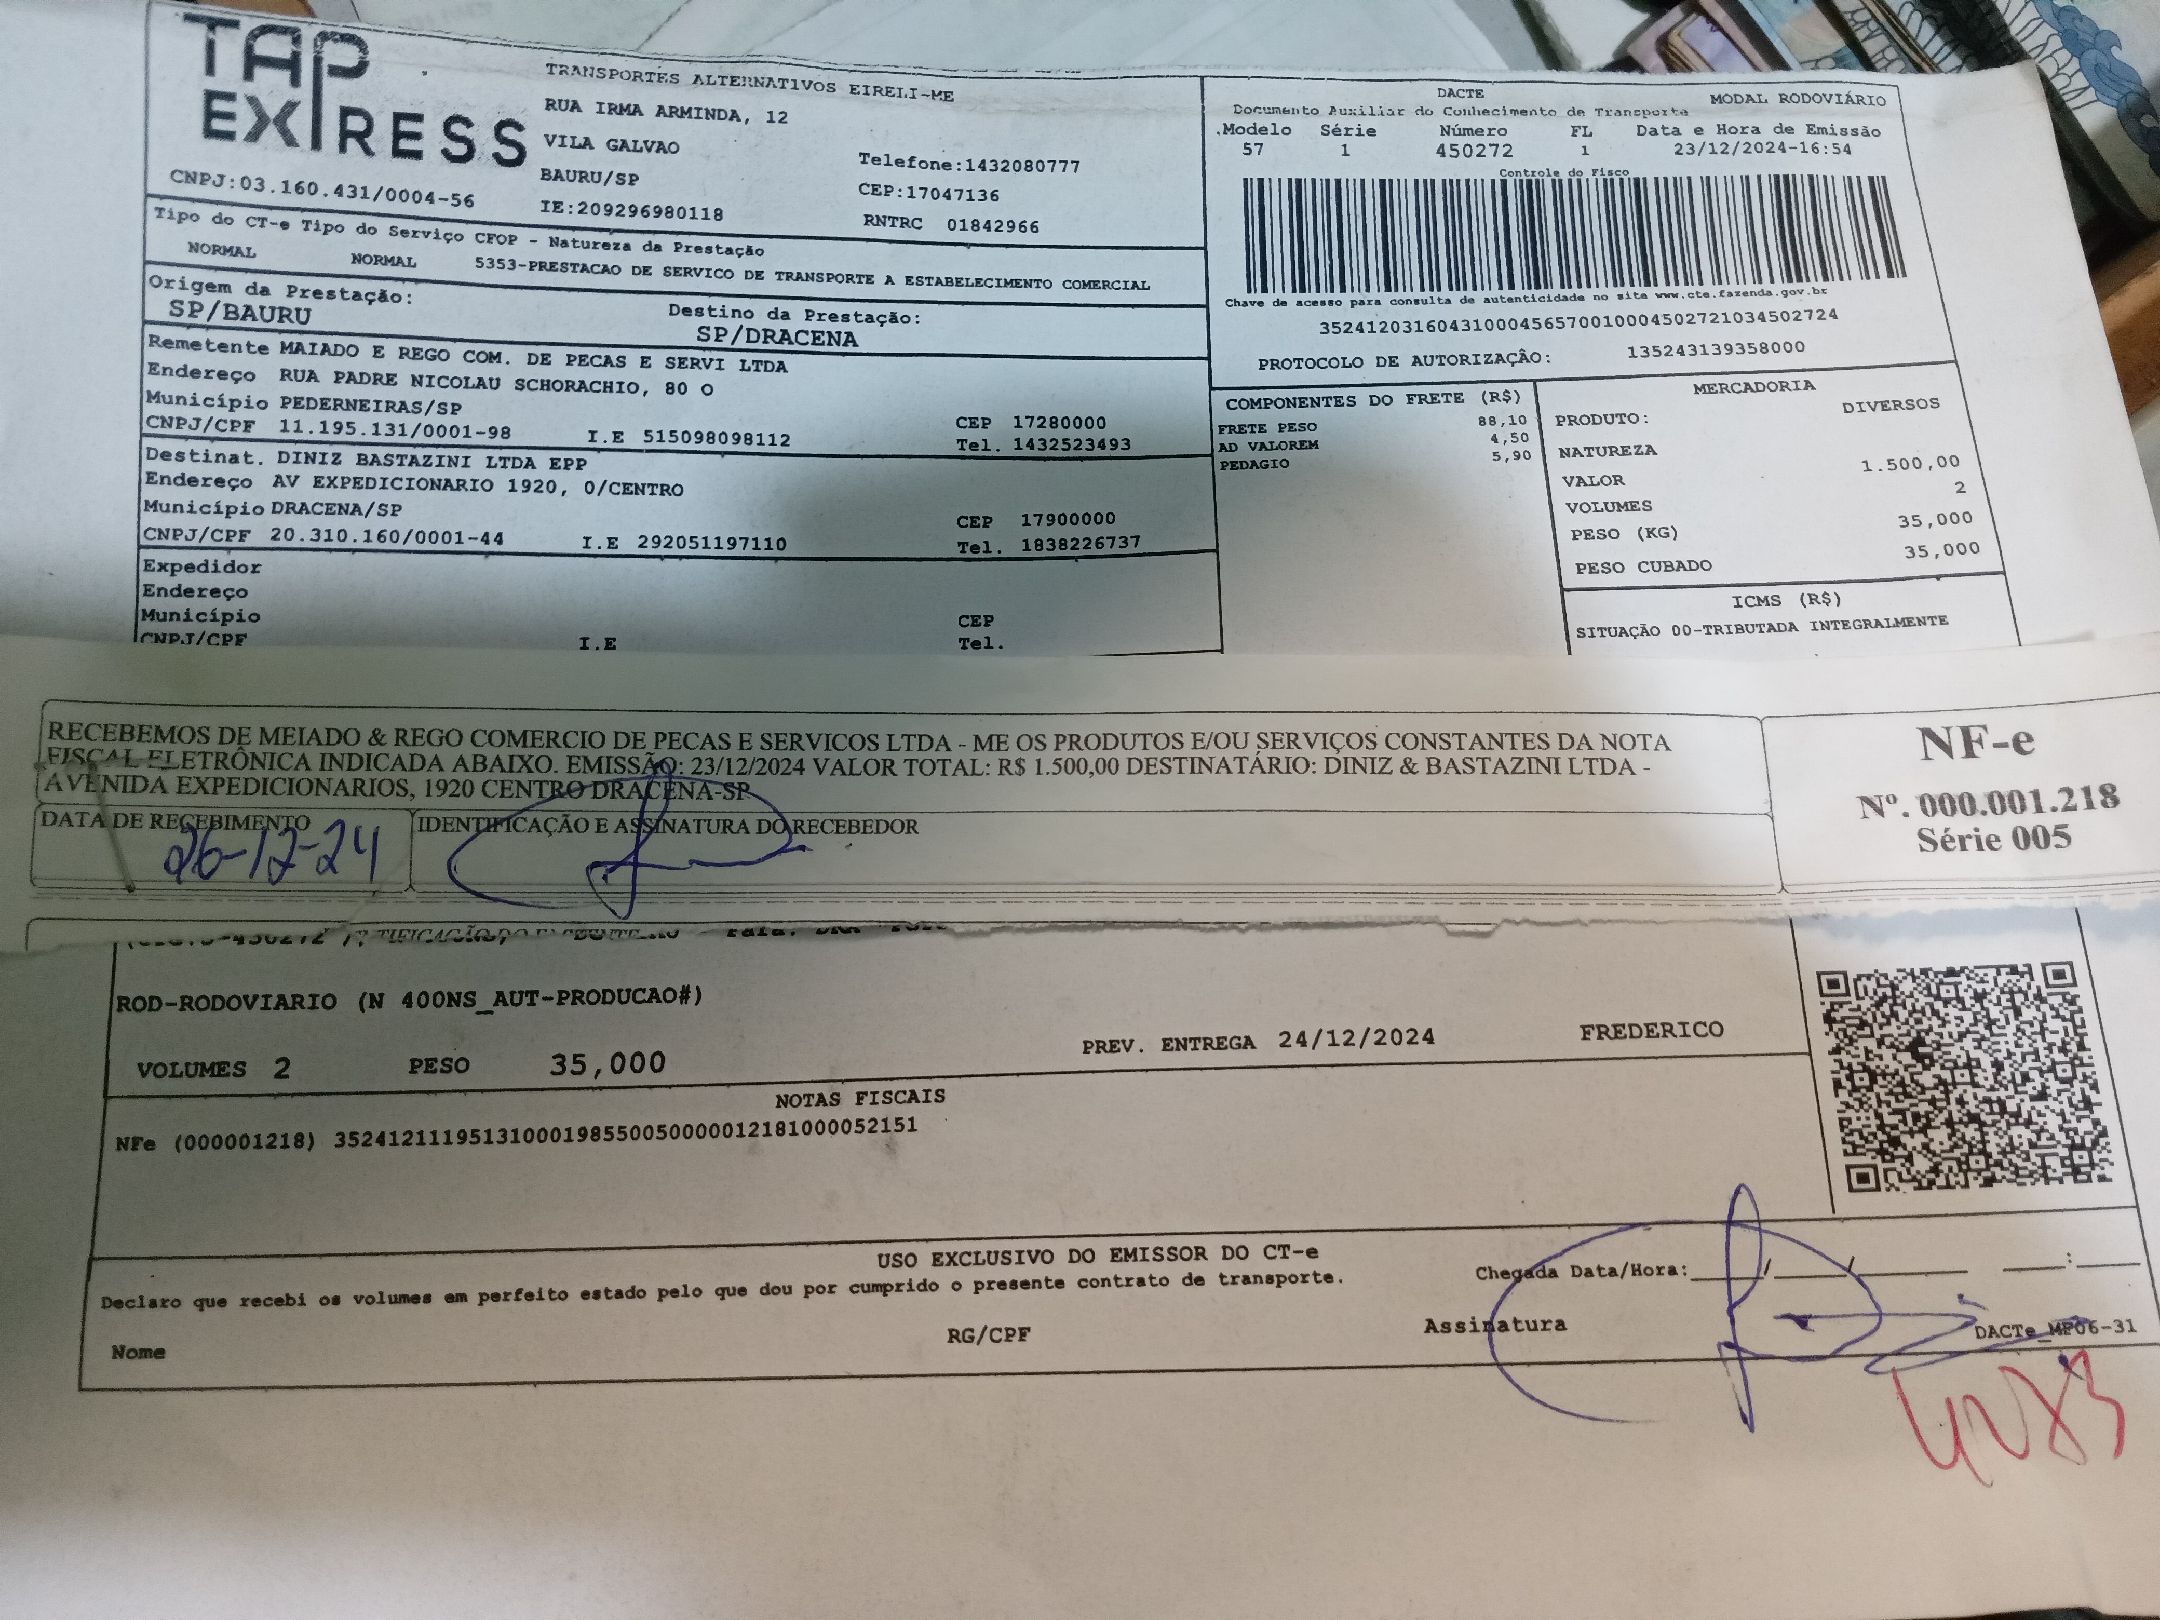 TAP EXPRESS
CNPJ:03.160.431/0004-56
TRANSPORTES ALTERNATIVOS EIRELI-ME
RUA IRMA ARMINDA, 12
VILA GALVAO
BAURU/SP
IE:209296980118
Telefone:1432080777
CEP:17047136
RNTRC 01842966
DACTE
MODAL RODOVIÁRIO
Documento Auxiliar do Conhecimento de Transporte
Modelo Série Número FL Data e Hora de Emissão
57 1 450272 1 23/12/2024-16:54
Controle do Fisco
Chave de acesso para consulta de autenticidade no site www.cte.fazenda.gov.br
35241203160431000456570010004502721034502724
PROTOCOLO DE AUTORIZAÇÃO: 135243139358000
Tipo do CT-e Tipo do Serviço CFOP - Natureza da Prestação
NORMAL NORMAL 5353-PRESTACAO DE SERVICO DE TRANSPORTE A ESTABELECIMENTO COMERCIAL
Origem da Prestação: Destino da Prestação:
SP/BAURU SP/DRACENA
Remetente MAIADO E REGO COM. DE PECAS E SERVI LTDA
Endereço RUA PADRE NICOLAU SCHORACHIO, 80 O
Município PEDERNEIRAS/SP CEP 17280000
CNPJ/CPF 11.195.131/0001-98 I.E 515098098112 Tel. 1432523493
Destinat. DINIZ BASTAZINI LTDA EPP
Endereço AV EXPEDICIONARIO 1920, 0/CENTRO
Município DRACENA/SP CEP 17900000
CNPJ/CPF 20.310.160/0001-44 I.E 292051197110 Tel. 1838226737
Expedidor
Endereço
Município CEP
CNPJ/CPF I.E Tel.
COMPONENTES DO FRETE (R$)
FRETE PESO 88,10
AD VALOREM 4,50
PEDAGIO 5,90
MERCADORIA
PRODUTO: DIVERSOS
NATUREZA
VALOR 1.500,00
VOLUMES 2
PESO (KG) 35,000
PESO CUBADO 35,000
ICMS (R$)
SITUAÇÃO 00-TRIBUTADA INTEGRALMENTE
RECEBEMOS DE MEIADO & REGO COMERCIO DE PECAS E SERVICOS LTDA - ME OS PRODUTOS E/OU SERVIÇOS CONSTANTES DA NOTA
FISCAL ELETRÔNICA INDICADA ABAIXO. EMISSÃO: 23/12/2024 VALOR TOTAL: R$ 1.500,00 DESTINATÁRIO: DINIZ & BASTAZINI LTDA -
AVENIDA EXPEDICIONARIOS, 1920 CENTRO DRACENA-SP
DATA DE RECEBIMENTO IDENTIFICAÇÃO E ASSINATURA DO RECEBEDOR
26-12-24
NF-e
Nº. 000.001.218
Série 005
ROD-RODOVIARIO (N 400NS_AUT-PRODUCAO#)
VOLUMES 2 PESO 35,000 PREV. ENTREGA 24/12/2024 FREDERICO
NOTAS FISCAIS
NFe (000001218) 35241211195131000198550050000012181000052151
USO EXCLUSIVO DO EMISSOR DO CT-e
Declaro que recebi os volumes em perfeito estado pelo que dou por cumprido o presente contrato de transporte.
Chegada Data/Hora:____/____/______ ____:____
Nome RG/CPF Assinatura
DACTe_MP06-31